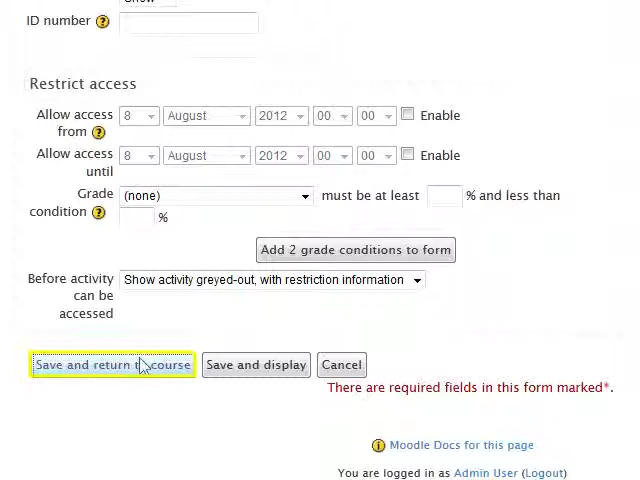 Show
ID number
Restrict access
Allow access from 8 August 2012 00 00 Enable
Allow access until 8 August 2012 00 00 Enable
Grade condition (none) must be at least % and less than %
Add 2 grade conditions to form
Before activity can be accessed Show activity greyed-out, with restriction information
Save and return to course Save and display Cancel
There are required fields in this form marked*.
Moodle Docs for this page
You are logged in as Admin User (Logout)